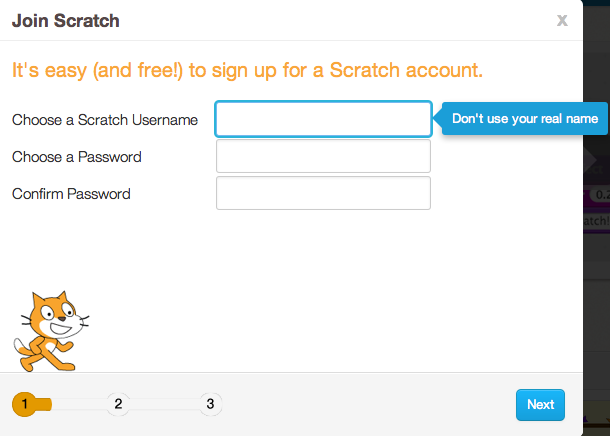 Join Scratch
x
It's easy (and free!) to sign up for a Scratch account.
Choose a Scratch Username
Don't use your real name
Choose a Password
Confirm Password
1
2
3
Next